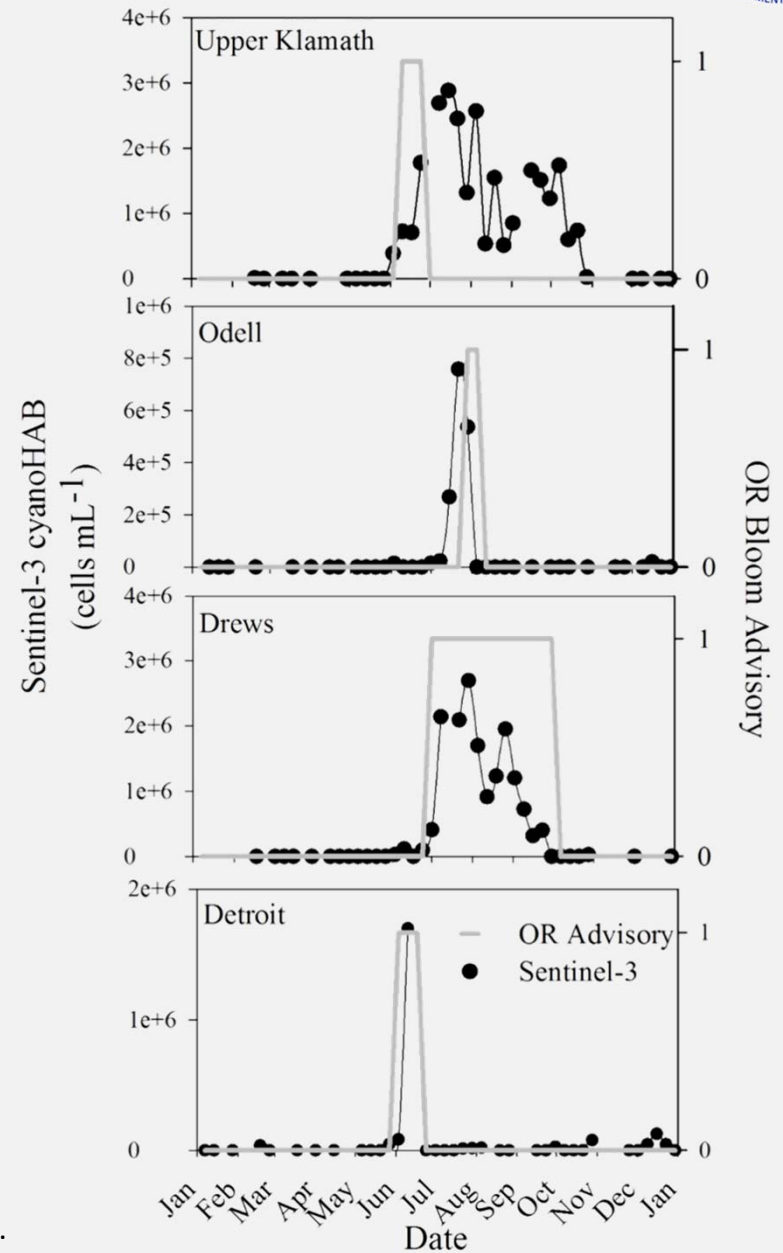 Upper Klamath
4e+6
3e+6
2e+6
1e+6
0
1
0
Odell
1e+6
8e+5
6e+5
4e+5
2e+5
0
1
0
Drews
4e+6
3e+6
2e+6
1e+6
0
1
0
Detroit
2e+6
1e+6
0
1
0
OR Advisory
Sentinel-3
Sentinel-3 cyanoHAB
(cells mL-1)
OR Bloom Advisory
Jan Feb Mar Apr May Jun Jul Aug Sep Oct Nov Dec Jan
Date
.